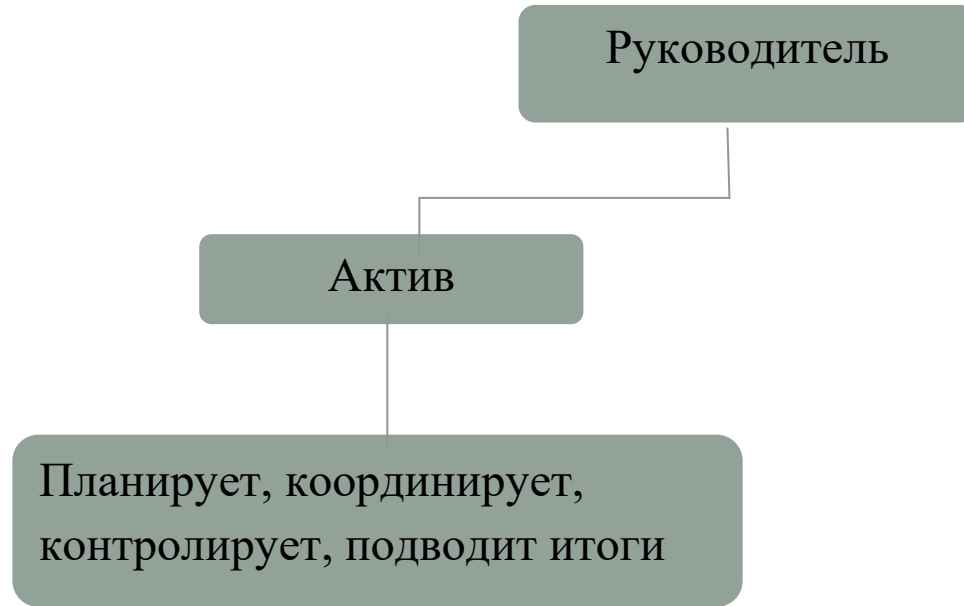 Руководитель
Актив
Планирует, координирует,
контролирует, подводит итоги